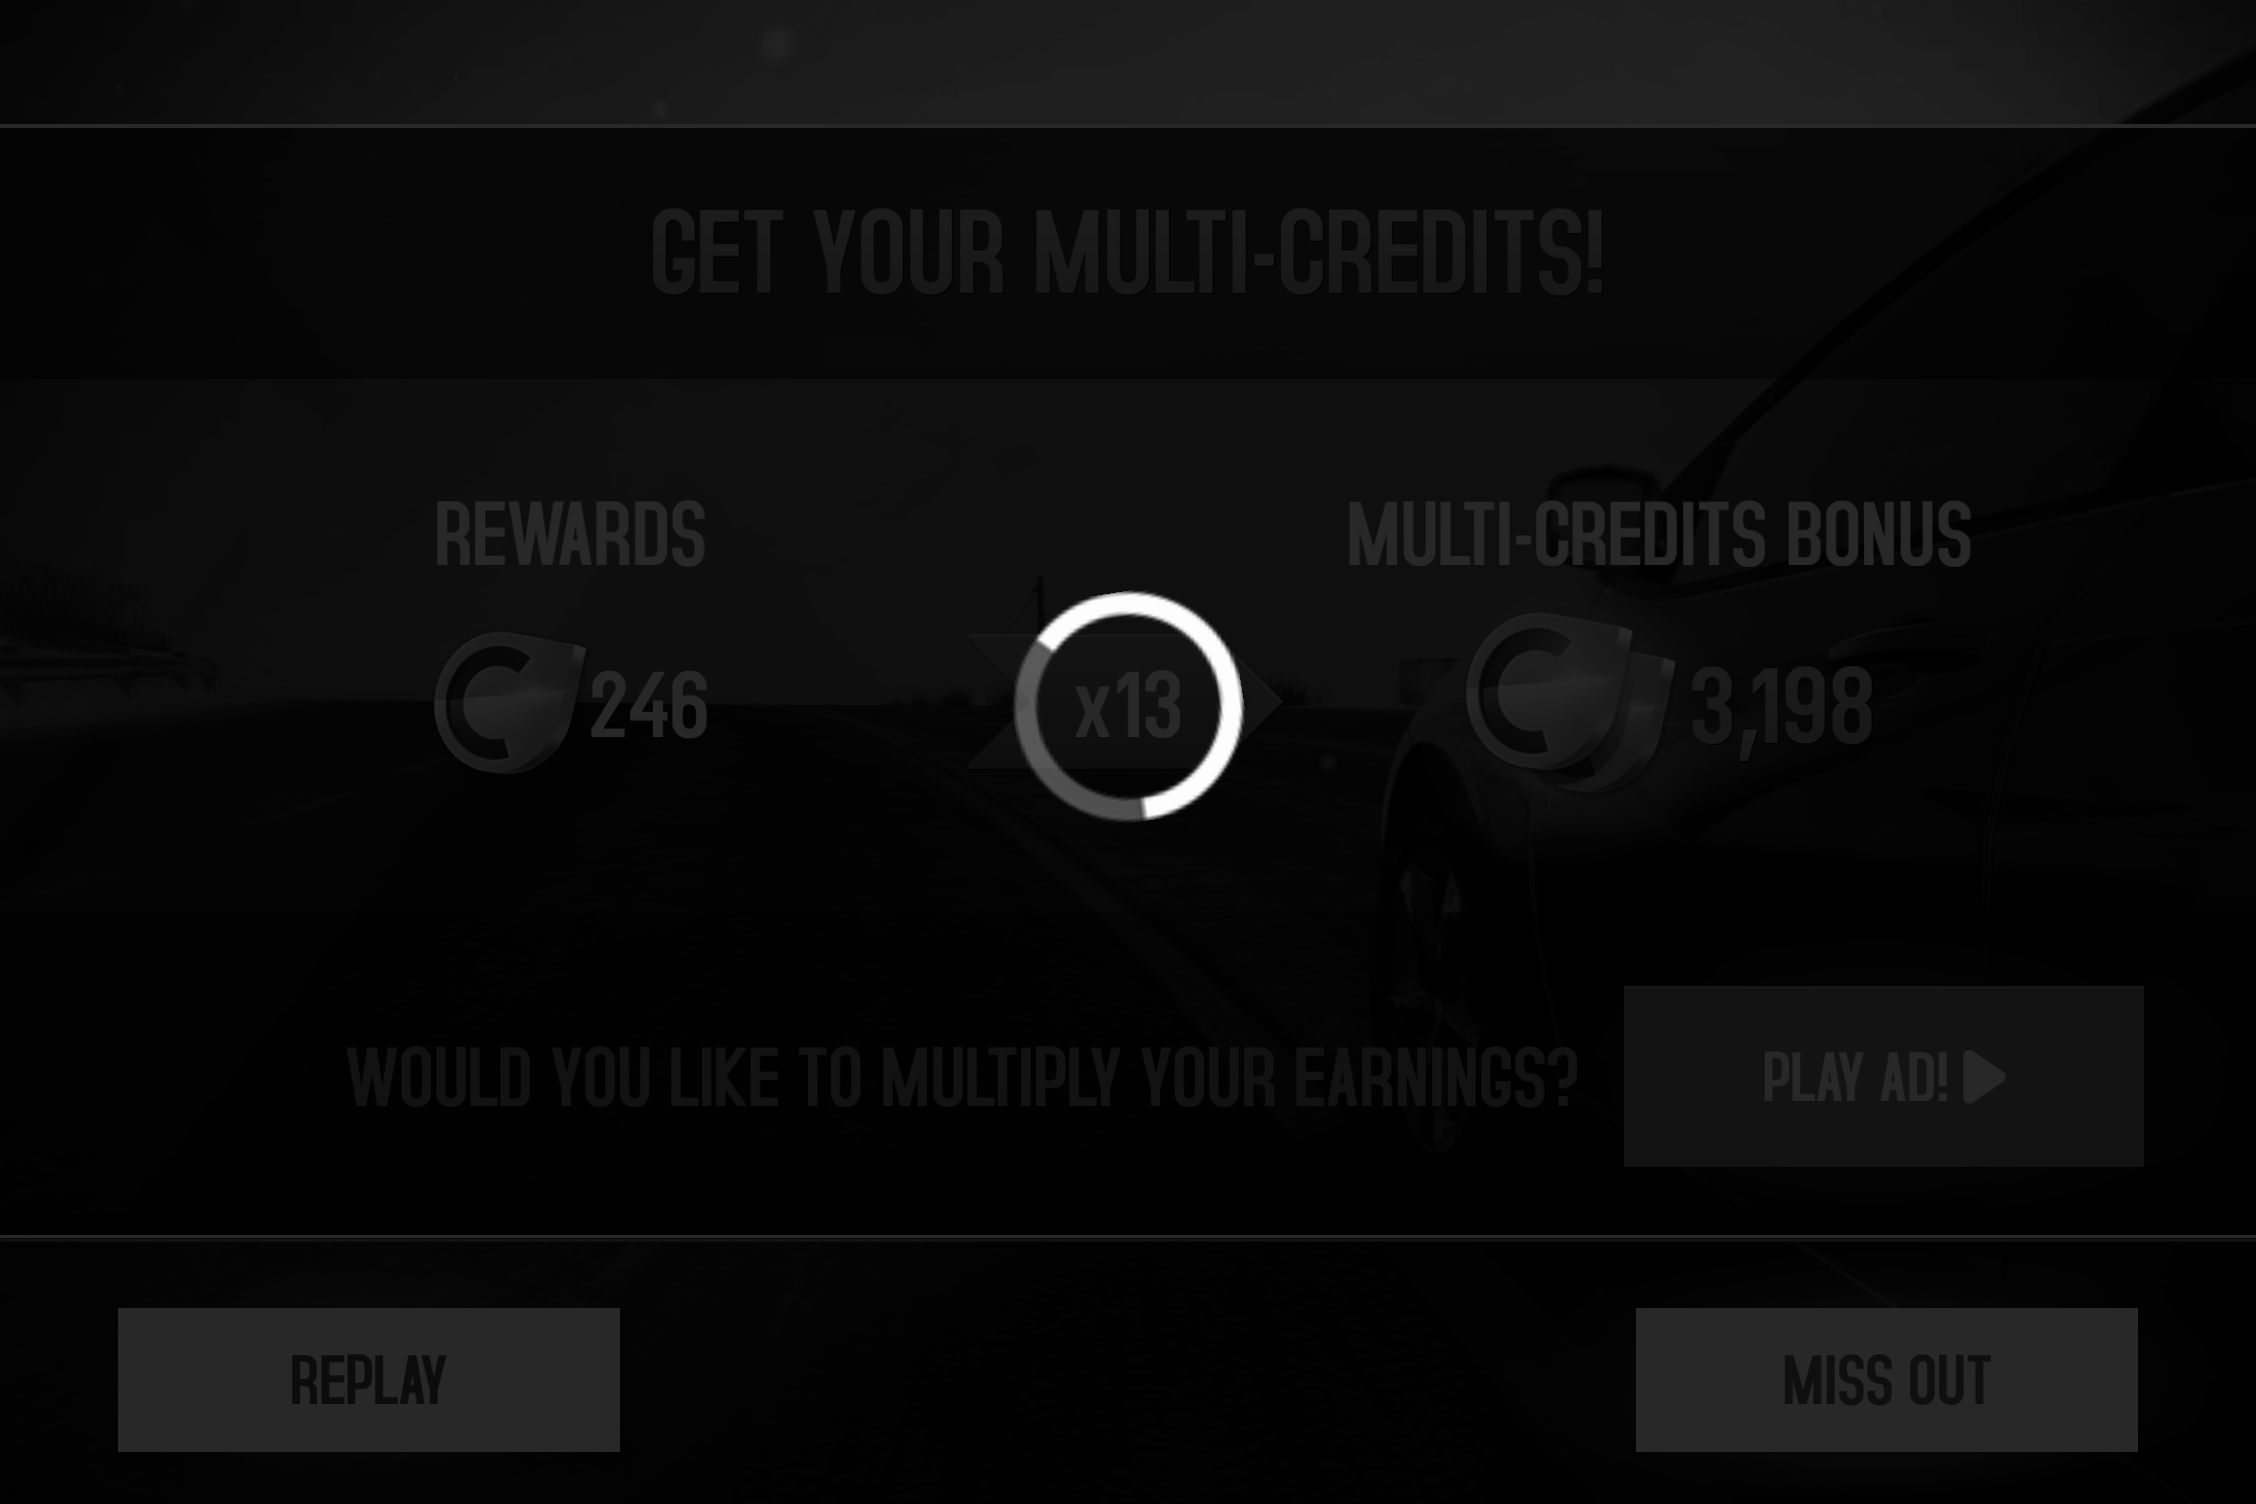 GET YOUR MULTI-CREDITS!
REWARDS
MULTI-CREDITS BONUS
246
x13
3,198
WOULD YOU LIKE TO MULTIPLY YOUR EARNINGS?
PLAY AD!
REPLAY
MISS OUT